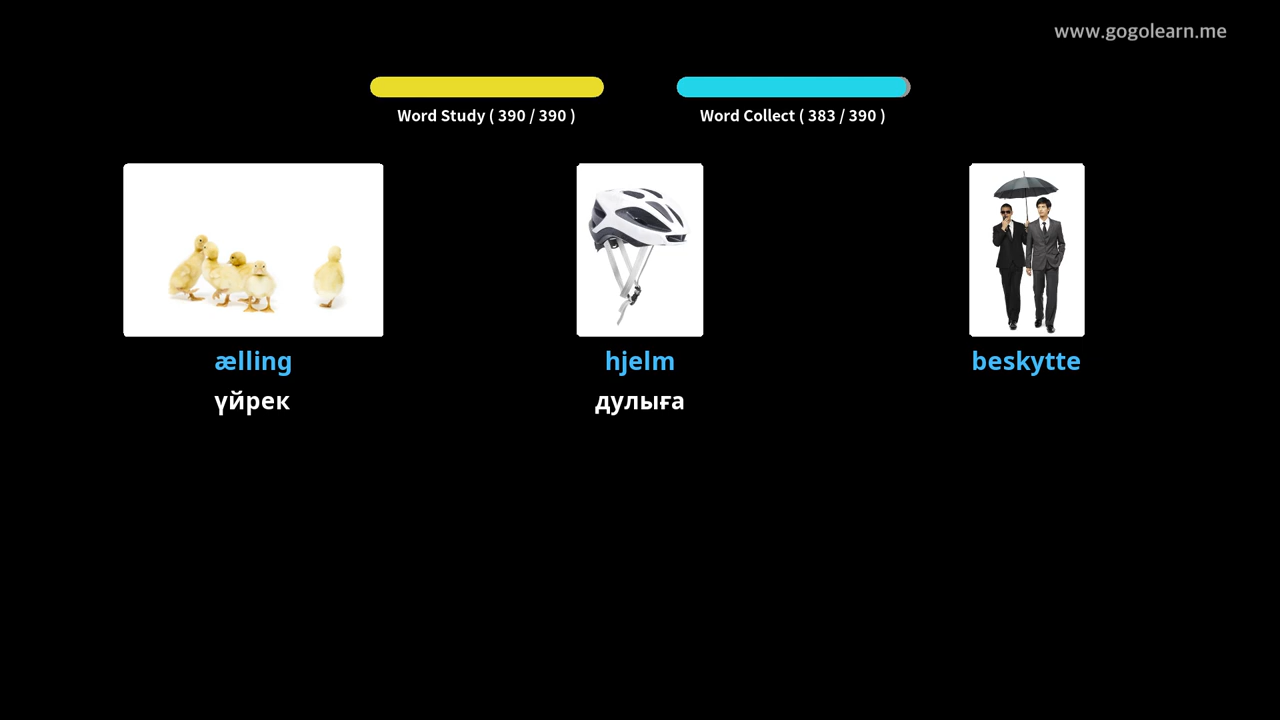 www.gogolearn.me
Word Study ( 390 / 390 )
Word Collect ( 383 / 390 )
ælling
hjelm
beskytte
үйрек
дулыға